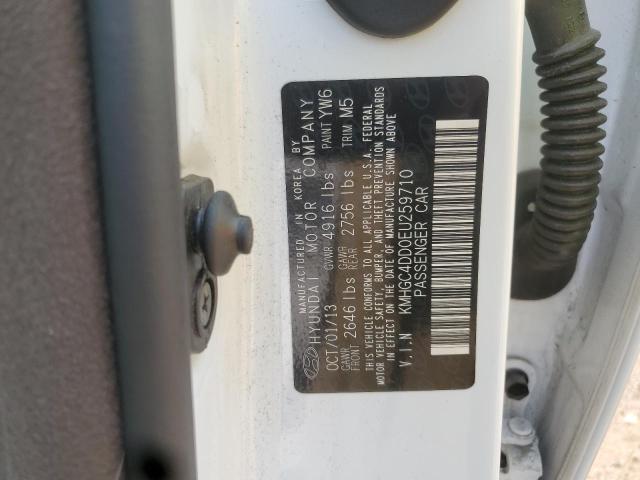 MANUFACTURED IN KOREA BY
HYUNDAI MOTOR COMPANY
OCT/01/13 GVWR 4916 lbs PAINT YW6
GAWR FRONT 2646 lbs GAWR REAR 2756 lbs TRIM M5
THIS VEHICLE CONFORMS TO ALL APPLICABLE U.S.A. FEDERAL
MOTOR VEHICLE SAFETY, BUMPER, AND THEFT PREVENTION STANDARDS
IN EFFECT ON THE DATE OF MANUFACTURE SHOWN ABOVE
V.I.N KMHGC4DD0EU259710
PASSENGER CAR